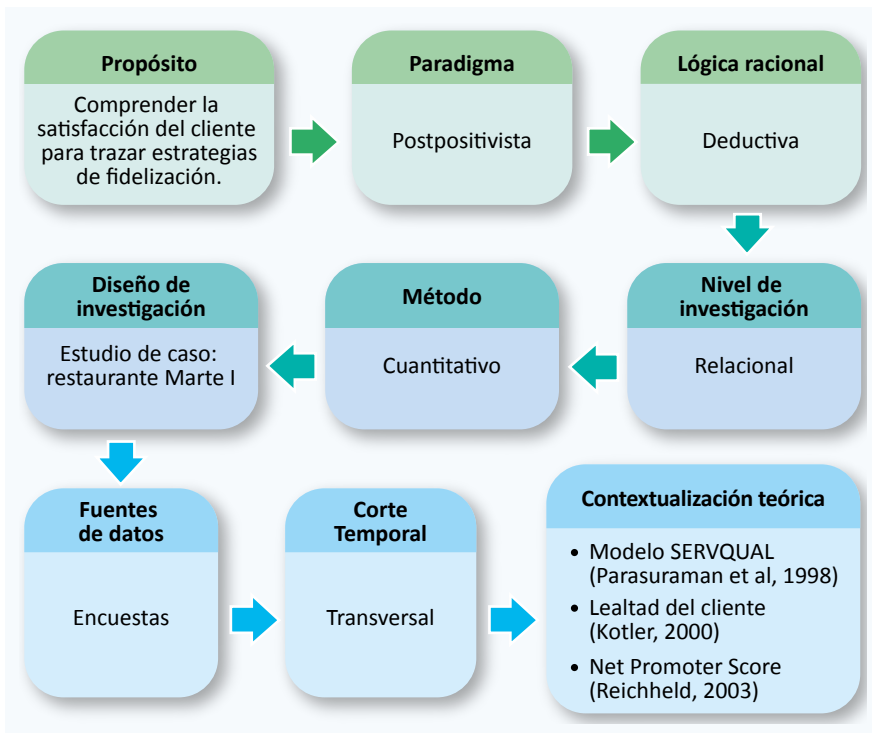 Propósito
Comprender la
satisfacción del cliente
para trazar estrategias
de fidelización.
Paradigma
Postpositivista
Lógica racional
Deductiva
Nivel de
investigación
Relacional
Método
Cuantitativo
Diseño de
investigación
Estudio de caso:
restaurante Marte I
Fuentes
de datos
Encuestas
Corte
Temporal
Transversal
Contextualización teórica
• Modelo SERVQUAL
(Parasuraman et al, 1998)
• Lealtad del cliente
(Kotler, 2000)
• Net Promoter Score
(Reichheld, 2003)